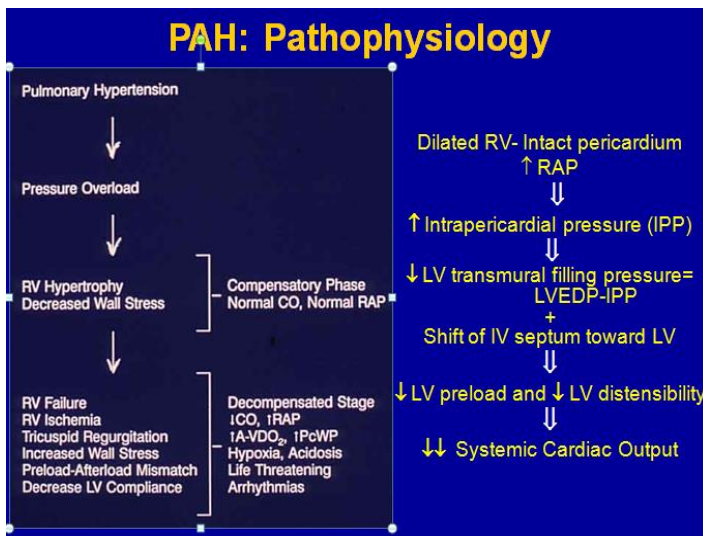 PAH: Pathophysiology
Pulmonary Hypertension
Pressure Overload
RV Hypertrophy
Decreased Wall Stress
Compensatory Phase
Normal CO, Normal RAP
RV Failure
RV Ischemia
Tricuspid Regurgitation
Increased Wall Stress
Preload-Afterload Mismatch
Decrease LV Compliance
Decompensated Stage
↓CO, ↑RAP
↑A-VDO₂, ↑PcWP
Hypoxia, Acidosis
Life Threatening
Arrhythmias
Dilated RV- Intact pericardium
↑ RAP
⇓
↑ Intrapericardial pressure (IPP)
⇓
↓ LV transmural filling pressure=
LVEDP-IPP
+
Shift of IV septum toward LV
⇓
↓ LV preload and ↓ LV distensibility
⇓
↓↓ Systemic Cardiac Output